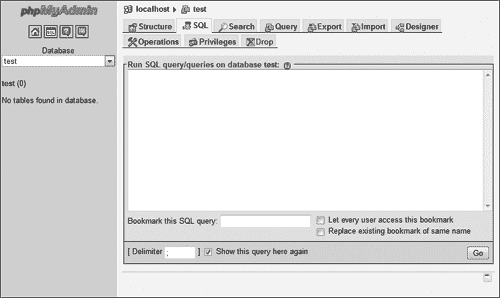 phpMyAdmin
localhost ▸ test
Structure SQL Search Query Export Import Designer
Operations Privileges Drop
Database
test
test (0)
No tables found in database.
Run SQL query/queries on database test:
Bookmark this SQL query:
Let every user access this bookmark
Replace existing bookmark of same name
[ Delimiter ; ] Show this query here again
Go